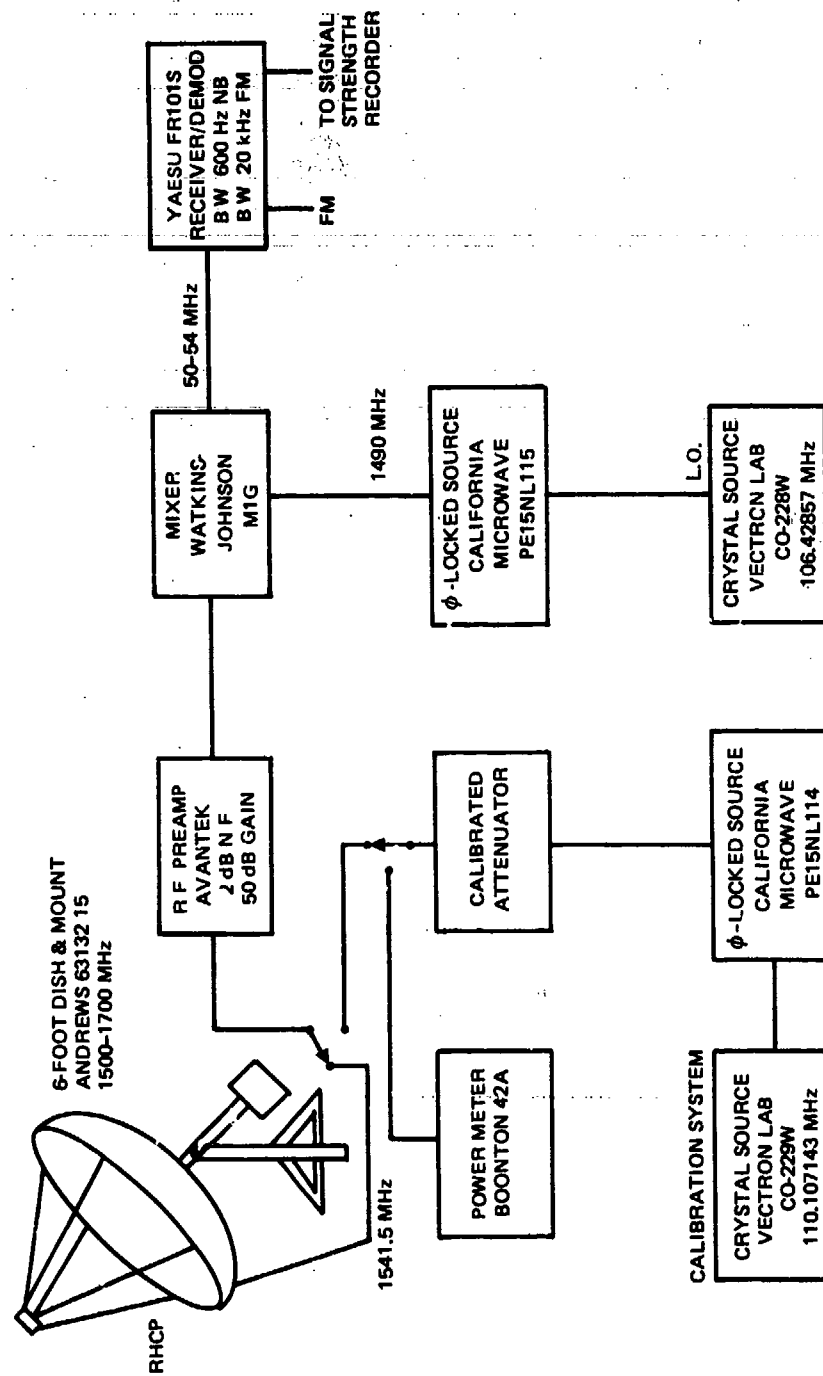 6-FOOT DISH & MOUNT
ANDREWS 63132 15
1500-1700 MHz
RHCP
1541.5 MHz
R F PREAMP
AVANTEK
2 dB N F
50 dB GAIN
MIXER
WATKINS-
JOHNSON
M1G
50-54 MHz
YAESU FR101S
RECEIVER/DEMOD
B W 600 Hz NB
B W 20 kHz FM
FM
TO SIGNAL
STRENGTH
RECORDER
1490 MHz
POWER METER
BOONTON 42A
CALIBRATED
ATTENUATOR
ϕ-LOCKED SOURCE
CALIFORNIA
MICROWAVE
PE15NL115
CALIBRATION SYSTEM
CRYSTAL SOURCE
VECTRON LAB
CO-229W
110.107143 MHz
ϕ-LOCKED SOURCE
CALIFORNIA
MICROWAVE
PE15NL114
L.O.
CRYSTAL SOURCE
VECTRCN LAB
CO-228W
106.42857 MHz